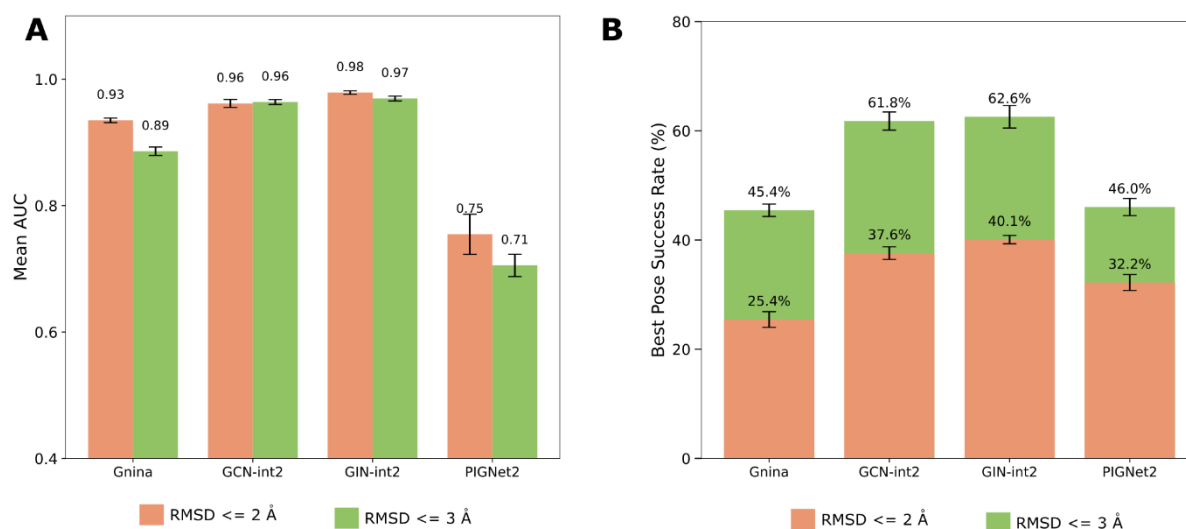 A
Mean AUC
1.0
0.8
0.6
0.4
0.93
0.89
0.96
0.96
0.98
0.97
0.75
0.71
Gnina
GCN-int2
GIN-int2
PIGNet2
RMSD <= 2 Å
RMSD <= 3 Å
B
Best Pose Success Rate (%)
80
60
40
20
0
45.4%
25.4%
61.8%
37.6%
62.6%
40.1%
46.0%
32.2%
Gnina
GCN-int2
GIN-int2
PIGNet2
RMSD <= 2 Å
RMSD <= 3 Å